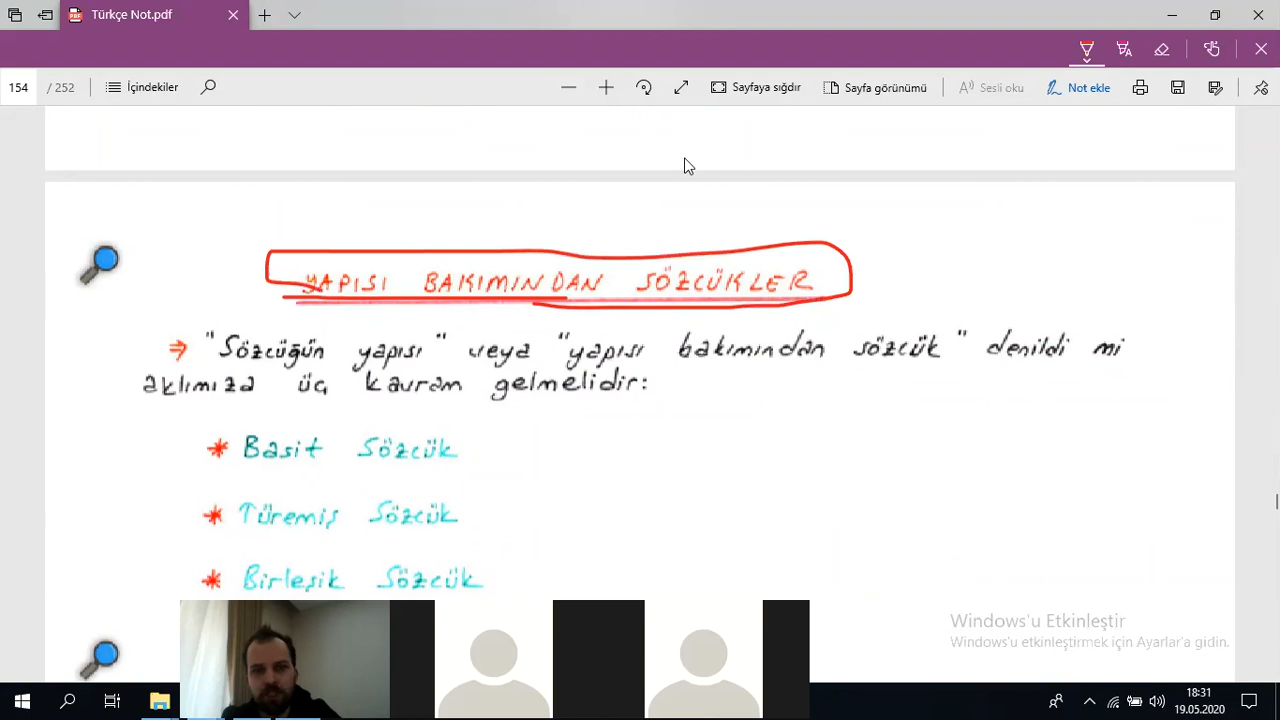 Türkçe Not.pdf
154 / 252 İçindekiler Sayfaya sığdır Sayfa görünümü Sesli oku Not ekle
YAPISI BAKIMINDAN SÖZCÜKLER
⇒ "Sözcüğün yapısı" veya "yapısı bakımından sözcük" denildi mi
aklımıza üç kavram gelmelidir:
* Basit Sözcük
* Türemiş Sözcük
* Birleşik Sözcük
Windows'u Etkinleştir
Windows'u etkinleştirmek için Ayarlar'a gidin.
18:31
19.05.2020